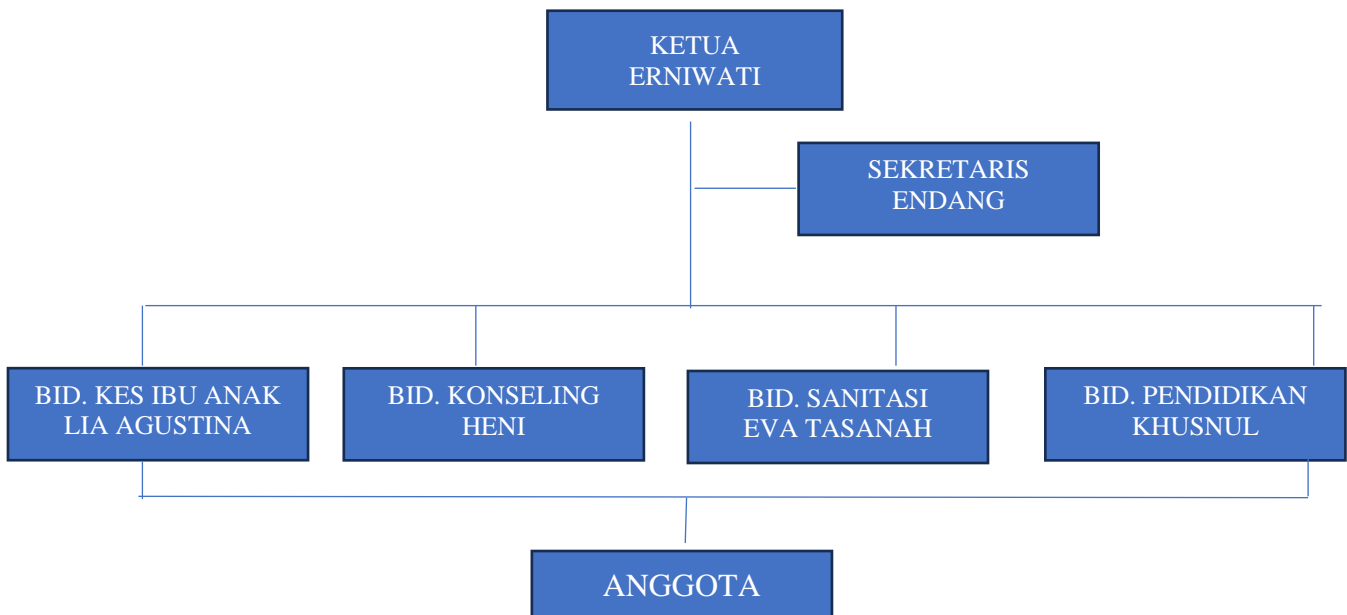 KETUA
ERNIWATI
SEKRETARIS
ENDANG
BID. KES IBU ANAK
LIA AGUSTINA
BID. KONSELING
HENI
BID. SANITASI
EVA TASANAH
BID. PENDIDIKAN
KHUSNUL
ANGGOTA